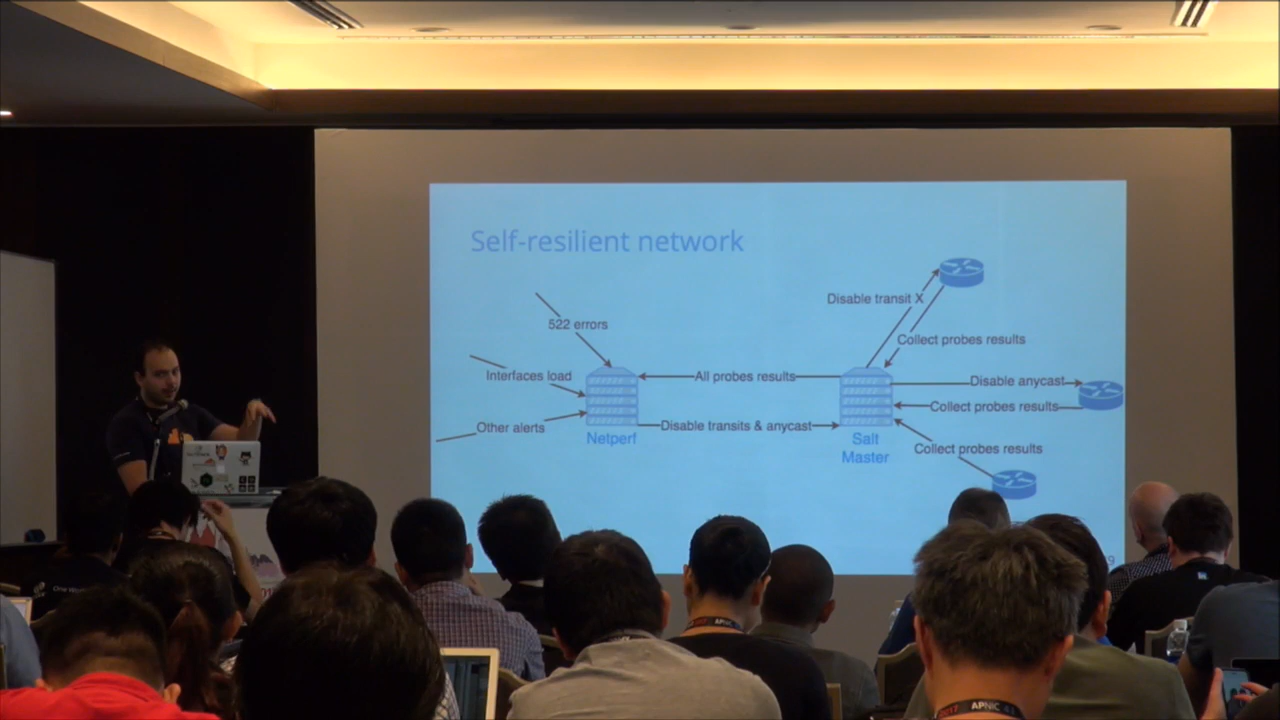 Self-resilient network
Disable transit X
522 errors
Collect probes results
Interfaces load
All probes results
Disable anycast
Collect probes results
Other alerts
Disable transits & anycast
Netperf
Salt
Master
Collect probes results
APNIC